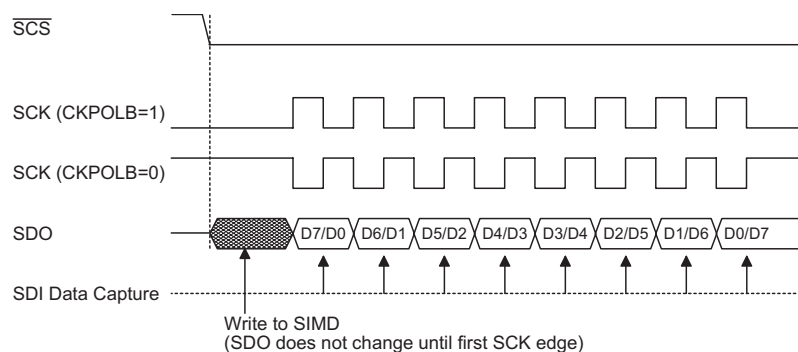 SCS
SCK (CKPOLB=1)
SCK (CKPOLB=0)
SDO
D7/D0 D6/D1 D5/D2 D4/D3 D3/D4 D2/D5 D1/D6 D0/D7
SDI Data Capture
Write to SIMD
(SDO does not change until first SCK edge)